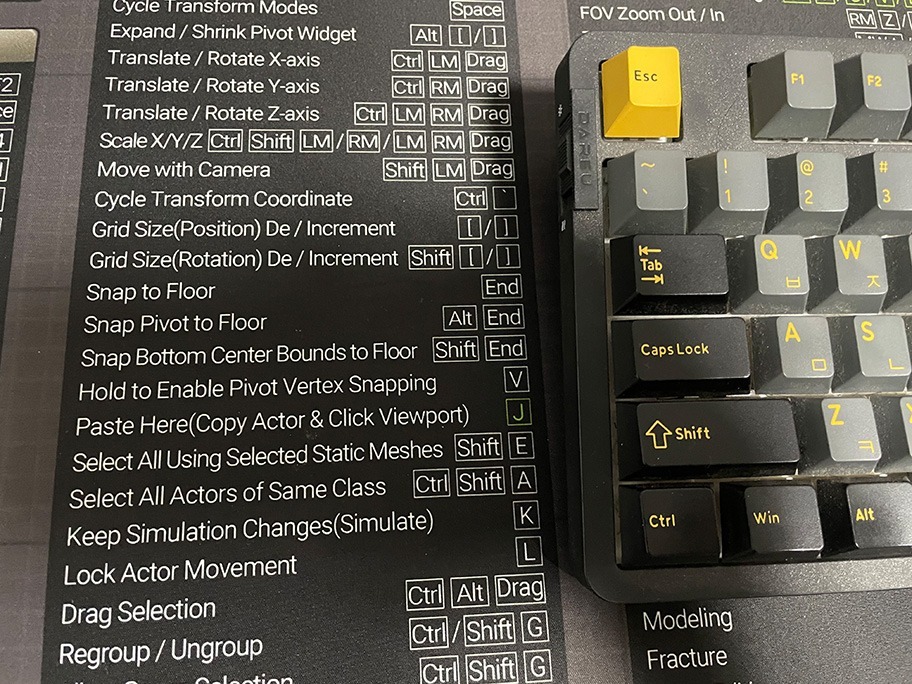 Cycle Transform Modes Space
Expand / Shrink Pivot Widget Alt [ / ]
Translate / Rotate X-axis Ctrl LM Drag
Translate / Rotate Y-axis Ctrl RM Drag
Translate / Rotate Z-axis Ctrl LM RM Drag
Scale X/Y/Z Ctrl Shift LM / RM / LM RM Drag
Move with Camera Shift LM Drag
Cycle Transform Coordinate Ctrl `
Grid Size(Position) De / Increment [ / ]
Grid Size(Rotation) De / Increment Shift [ / ]
Snap to Floor End
Snap Pivot to Floor Alt End
Snap Bottom Center Bounds to Floor Shift End
Hold to Enable Pivot Vertex Snapping V
Paste Here(Copy Actor & Click Viewport) J
Select All Using Selected Static Meshes Shift E
Select All Actors of Same Class Ctrl Shift A
Keep Simulation Changes(Simulate) K
Lock Actor Movement L
Drag Selection Ctrl Alt Drag
Regroup / Ungroup Ctrl / Shift G
Selection Ctrl Shift G
FOV Zoom Out / In
RM Z /
DAREU
Esc F1 F2
~ ! @ #
` 1 2 3
Tab Q ㅂ W ㅈ
Caps Lock A ㅁ S ㄴ
Shift Z ㅋ
Ctrl Win Alt
Modeling
Fracture